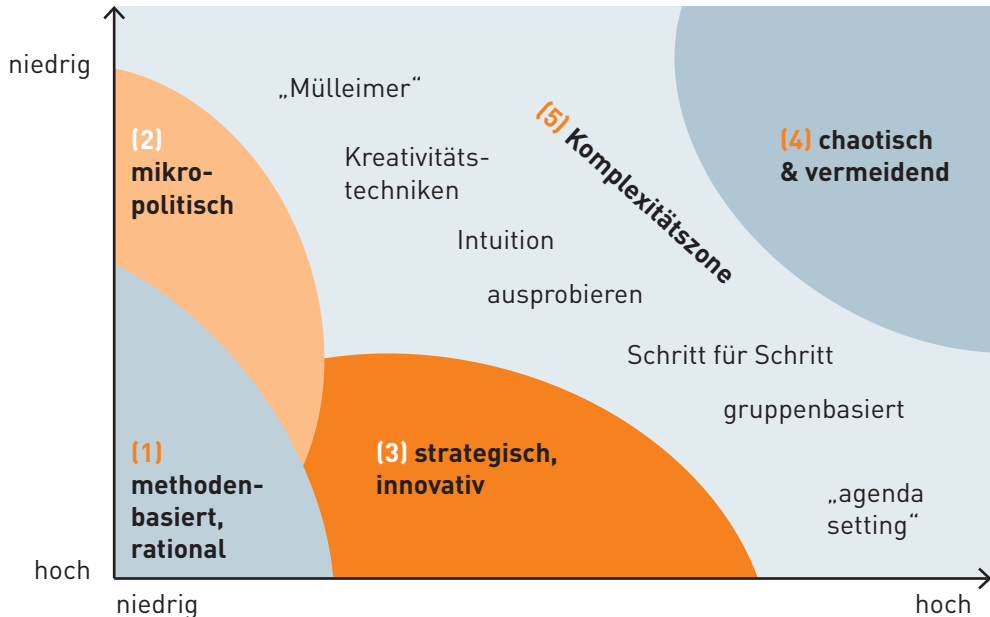 niedrig
„Mülleimer“
(2)
mikro-
politisch
Kreativitäts-
techniken
(5) Komplexitätszone
(4) chaotisch
& vermeidend
Intuition
ausprobieren
Schritt für Schritt
gruppenbasiert
(1)
methoden-
basiert,
rational
(3) strategisch,
innovativ
„agenda
setting“
hoch
niedrig
hoch